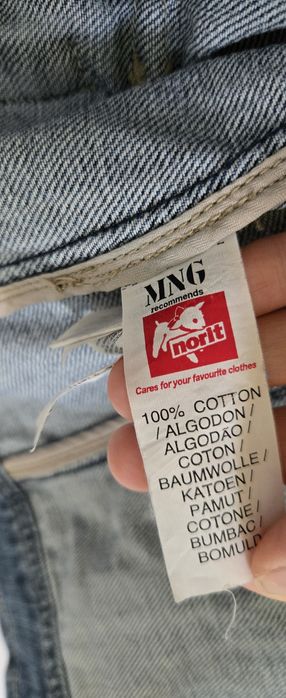 MNG
recommends
norit
Cares for your favourite clothes
100% COTTON
/ ALGODON /
ALGODÃO /
COTON /
BAUMWOLLE /
KATOEN /
PAMUT /
COTONE /
BUMBAC /
BOMULD